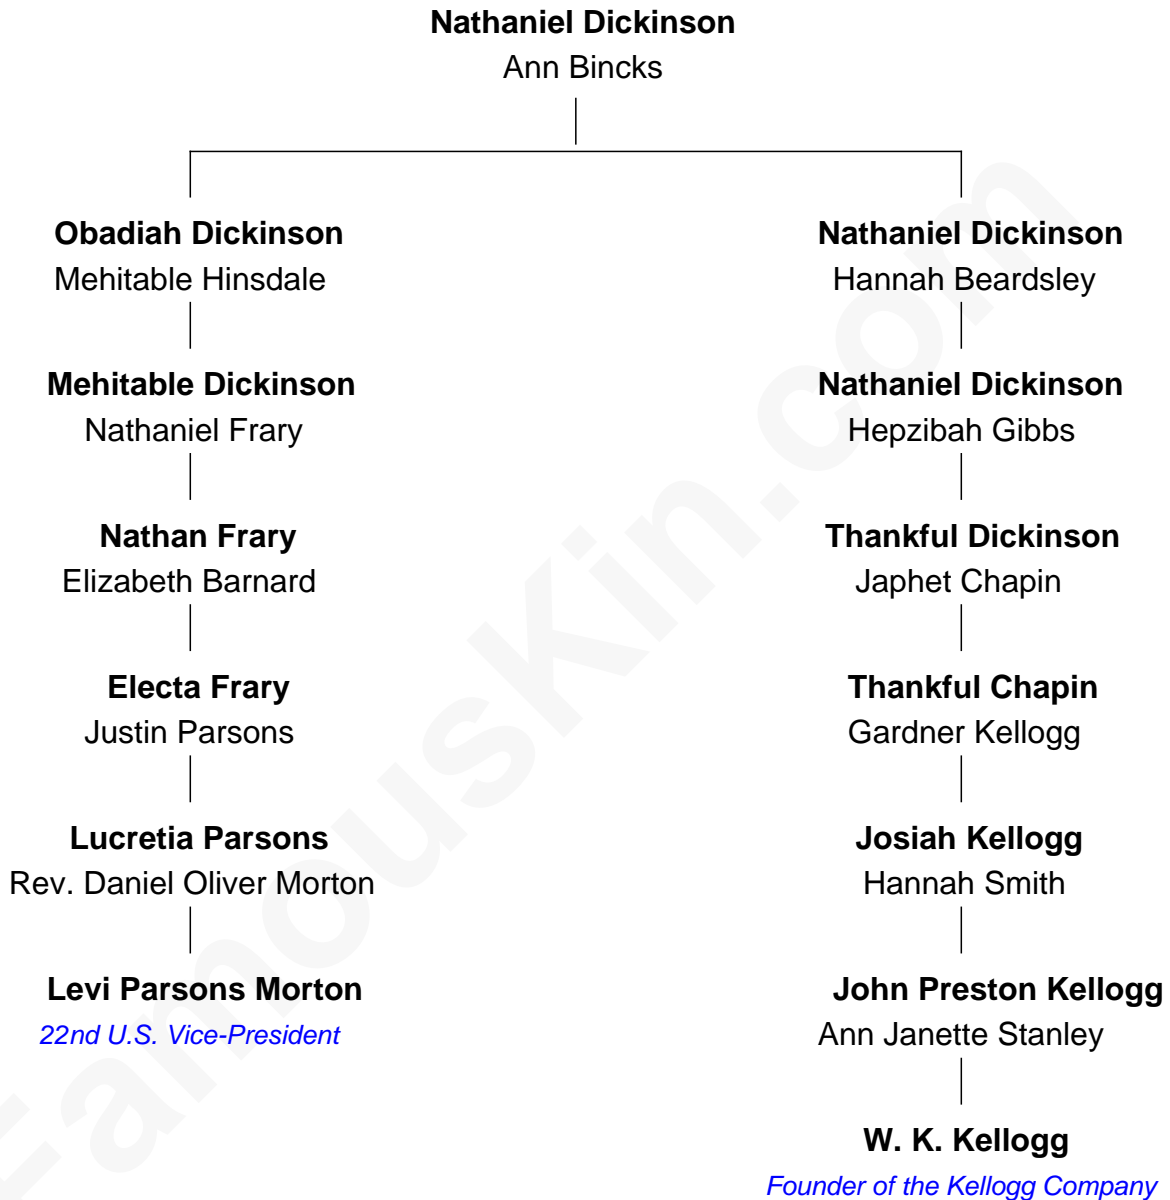 Nathaniel Dickinson
Ann Bincks
Obadiah Dickinson
Mehitable Hinsdale
Nathaniel Dickinson
Hannah Beardsley
Mehitable Dickinson
Nathaniel Frary
Nathaniel Dickinson
Hepzibah Gibbs
Nathan Frary
Elizabeth Barnard
Thankful Dickinson
Japhet Chapin
Electa Frary
Justin Parsons
Thankful Chapin
Gardner Kellogg
Lucretia Parsons
Rev. Daniel Oliver Morton
Josiah Kellogg
Hannah Smith
Levi Parsons Morton
22nd U.S. Vice-President
John Preston Kellogg
Ann Janette Stanley
W. K. Kellogg
Founder of the Kellogg Company
FamousKin.com